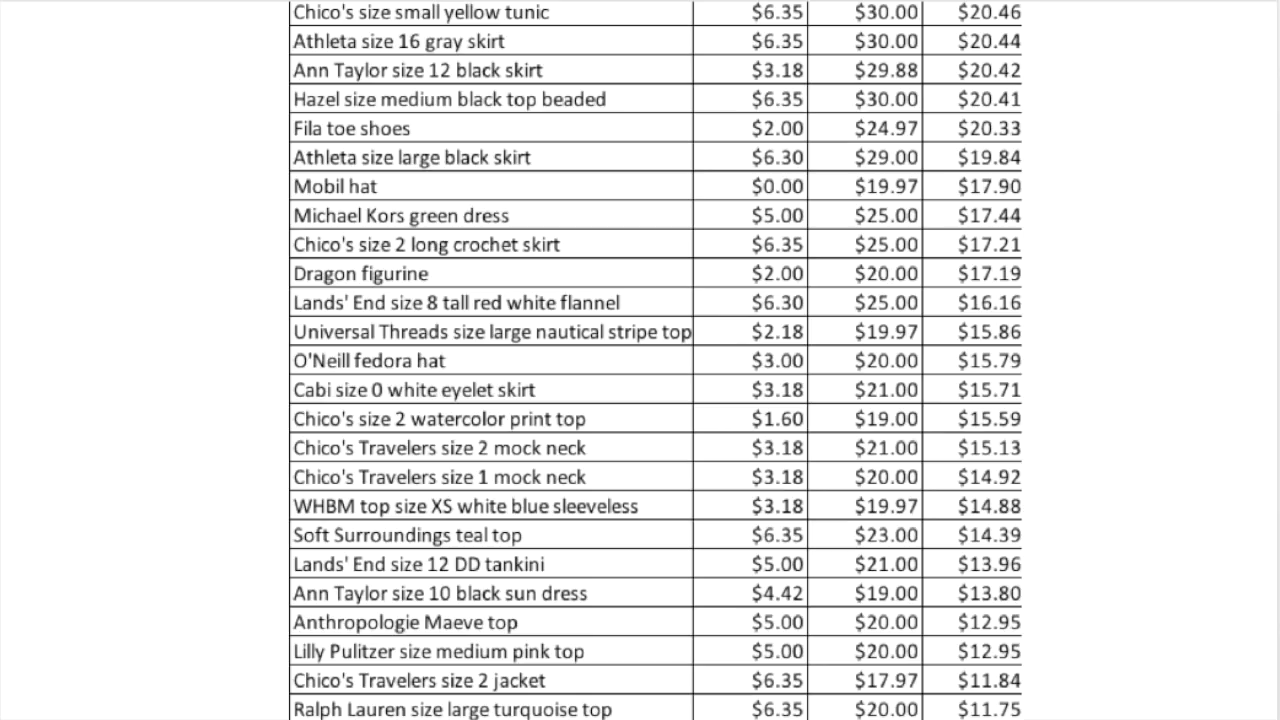 Chico's size small yellow tunic $6.35 $30.00 $20.46
Athleta size 16 gray skirt $6.35 $30.00 $20.44
Ann Taylor size 12 black skirt $3.18 $29.88 $20.42
Hazel size medium black top beaded $6.35 $30.00 $20.41
Fila toe shoes $2.00 $24.97 $20.33
Athleta size large black skirt $6.30 $29.00 $19.84
Mobil hat $0.00 $19.97 $17.90
Michael Kors green dress $5.00 $25.00 $17.44
Chico's size 2 long crochet skirt $6.35 $25.00 $17.21
Dragon figurine $2.00 $20.00 $17.19
Lands' End size 8 tall red white flannel $6.30 $25.00 $16.16
Universal Threads size large nautical stripe top $2.18 $19.97 $15.86
O'Neill fedora hat $3.00 $20.00 $15.79
Cabi size 0 white eyelet skirt $3.18 $21.00 $15.71
Chico's size 2 watercolor print top $1.60 $19.00 $15.59
Chico's Travelers size 2 mock neck $3.18 $21.00 $15.13
Chico's Travelers size 1 mock neck $3.18 $20.00 $14.92
WHBM top size XS white blue sleeveless $3.18 $19.97 $14.88
Soft Surroundings teal top $6.35 $23.00 $14.39
Lands' End size 12 DD tankini $5.00 $21.00 $13.96
Ann Taylor size 10 black sun dress $4.42 $19.00 $13.80
Anthropologie Maeve top $5.00 $20.00 $12.95
Lilly Pulitzer size medium pink top $5.00 $20.00 $12.95
Chico's Travelers size 2 jacket $6.35 $17.97 $11.84
Ralph Lauren size large turquoise top $6.35 $20.00 $11.75